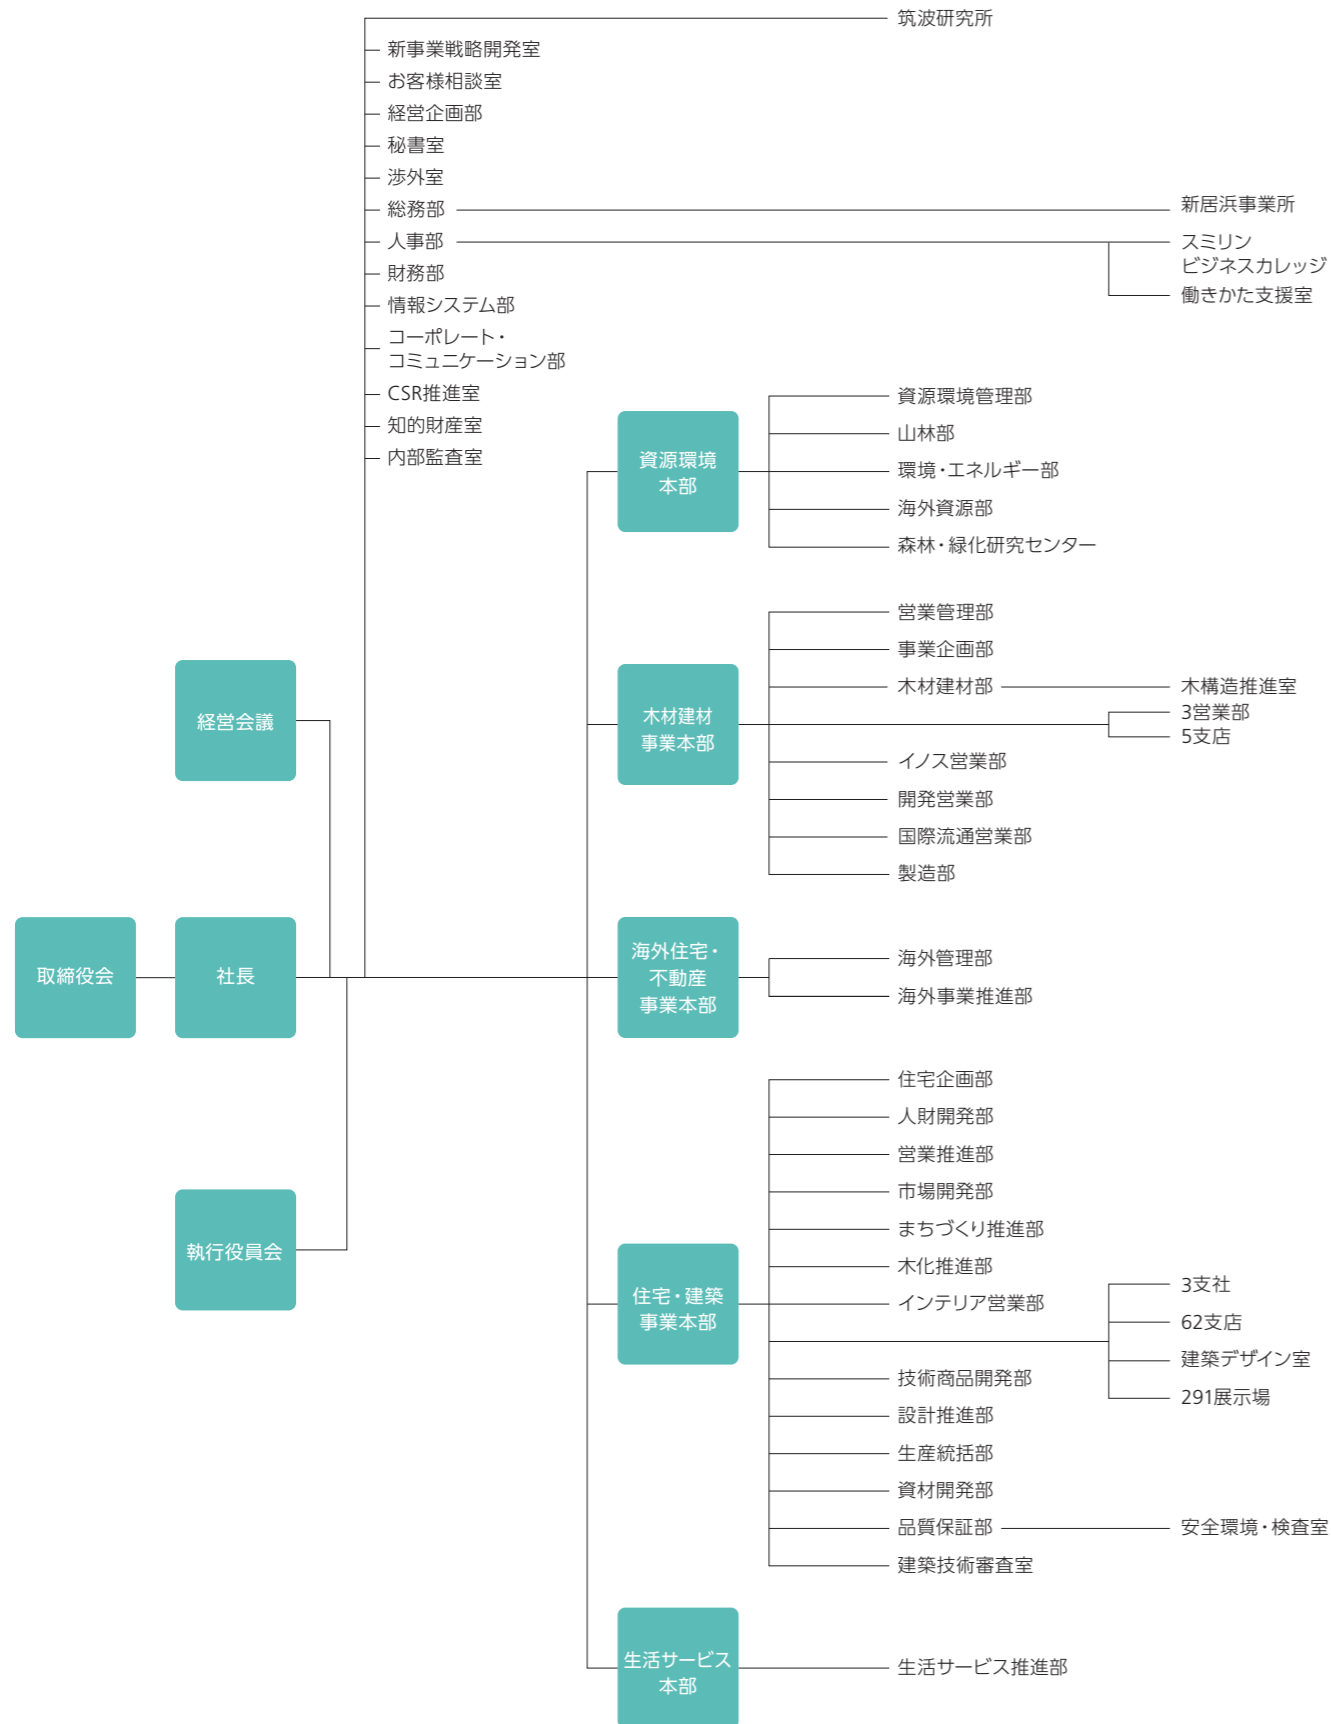 筑波研究所
新事業戦略開発室
お客様相談室
経営企画部
秘書室
渉外室
総務部
新居浜事業所
人事部
スミリン
ビジネスカレッジ
働きかた支援室
財務部
情報システム部
コーポレート・
コミュニケーション部
CSR推進室
知的財産室
内部監査室
資源環境
本部
資源環境管理部
山林部
環境・エネルギー部
海外資源部
森林・緑化研究センター
経営会議
木材建材
事業本部
営業管理部
事業企画部
木材建材部
木構造推進室
3営業部
5支店
イノス営業部
開発営業部
国際流通営業部
製造部
取締役会
社長
海外住宅・
不動産
事業本部
海外管理部
海外事業推進部
執行役員会
住宅・建築
事業本部
住宅企画部
人財開発部
営業推進部
市場開発部
まちづくり推進部
木化推進部
インテリア営業部
3支社
62支店
建築デザイン室
291展示場
技術商品開発部
設計推進部
生産統括部
資材開発部
品質保証部
安全環境・検査室
建築技術審査室
生活サービス
本部
生活サービス推進部